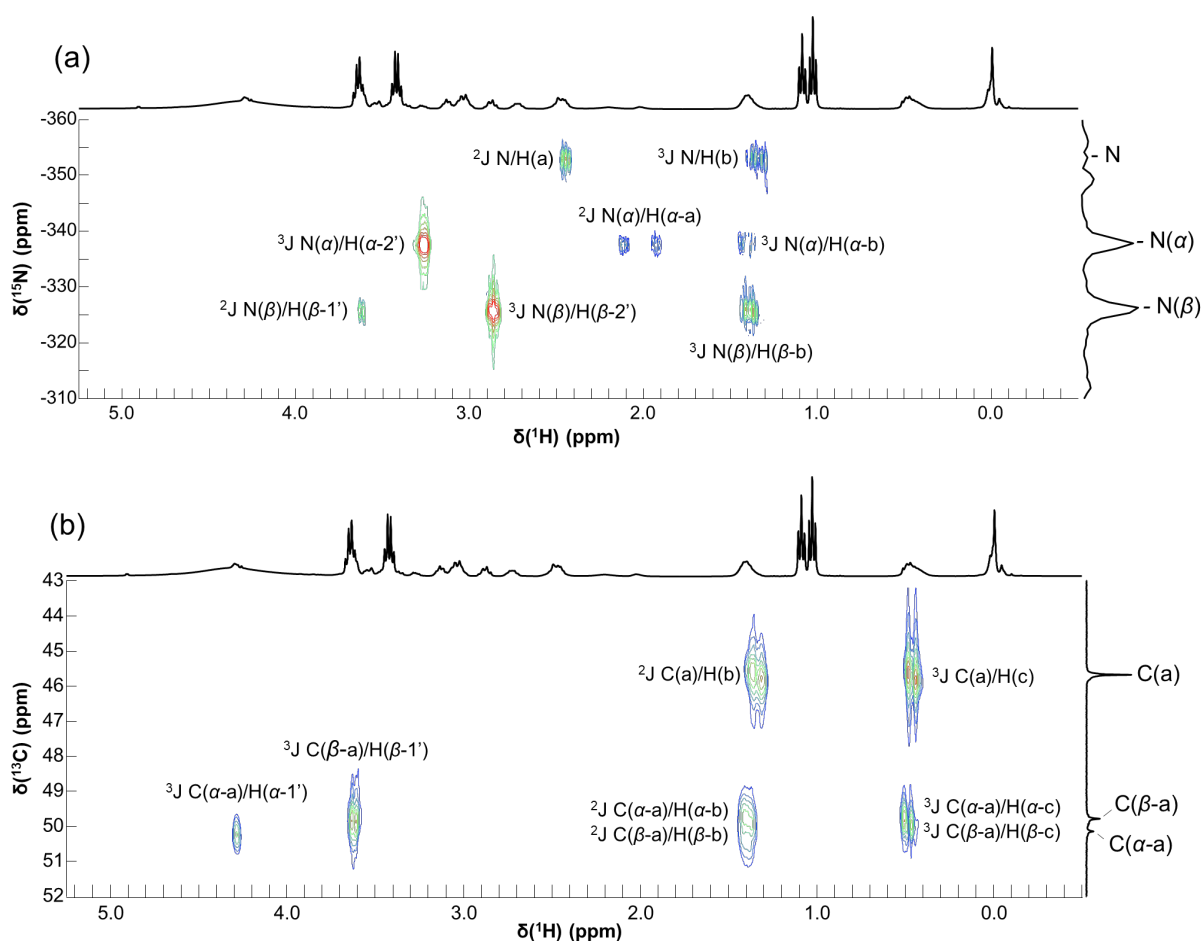 (a)
-360
-350
-340
-330
-320
-310
δ(¹⁵N) (ppm)
²J N/H(a)
³J N/H(b)
- N
²J N(α)/H(α-a)
³J N(α)/H(α-2’)
³J N(α)/H(α-b)
- N(α)
²J N(β)/H(β-1’)
³J N(β)/H(β-2’)
- N(β)
³J N(β)/H(β-b)
5.0 4.0 3.0 2.0 1.0 0.0
δ(¹H) (ppm)
(b)
43
44
45
46
47
48
49
50
51
52
δ(¹³C) (ppm)
²J C(a)/H(b)
³J C(a)/H(c)
C(a)
³J C(β-a)/H(β-1’)
³J C(α-a)/H(α-1’)
²J C(α-a)/H(α-b)
²J C(β-a)/H(β-b)
³J C(α-a)/H(α-c)
³J C(β-a)/H(β-c)
C(β-a)
C(α-a)
5.0 4.0 3.0 2.0 1.0 0.0
δ(¹H) (ppm)